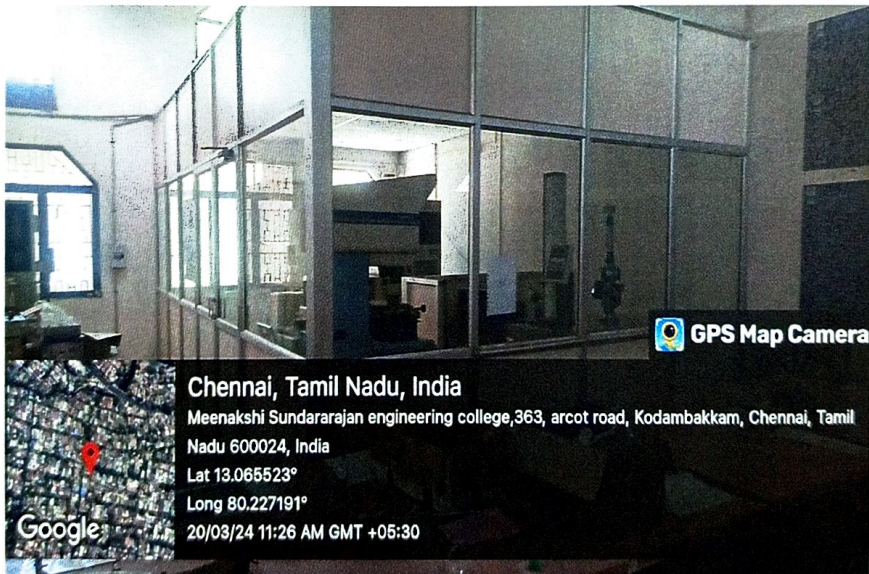 GPS Map Camera
Chennai, Tamil Nadu, India
Meenakshi Sundararajan engineering college,363, arcot road, Kodambakkam, Chennai, Tamil
Nadu 600024, India
Lat 13.065523°
Long 80.227191°
20/03/24 11:26 AM GMT +05:30
Google